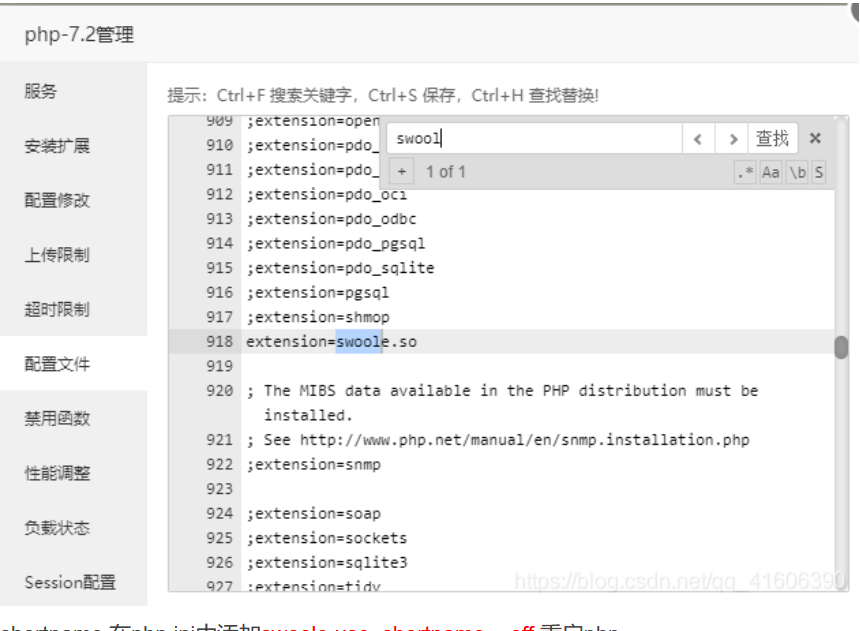 php-7.2管理
服务
安装扩展
配置修改
上传限制
超时限制
配置文件
禁用函数
性能调整
负载状态
Session配置
提示：Ctrl+F 搜索关键字，Ctrl+S 保存，Ctrl+H 查找替换!
swool
查找
+ 1 of 1
.* Aa \b S
909 ;extension=open
910 ;extension=pdo_
911 ;extension=pdo_
912 ;extension=pdo_oci
913 ;extension=pdo_odbc
914 ;extension=pdo_pgsql
915 ;extension=pdo_sqlite
916 ;extension=pgsql
917 ;extension=shmop
918 extension=swoole.so
919
920 ; The MIBS data available in the PHP distribution must be
installed.
921 ; See http://www.php.net/manual/en/snmp.installation.php
922 ;extension=snmp
923
924 ;extension=soap
925 ;extension=sockets
926 ;extension=sqlite3
927 ;extension=tidy
https://blog.csdn.net/qq_41606390